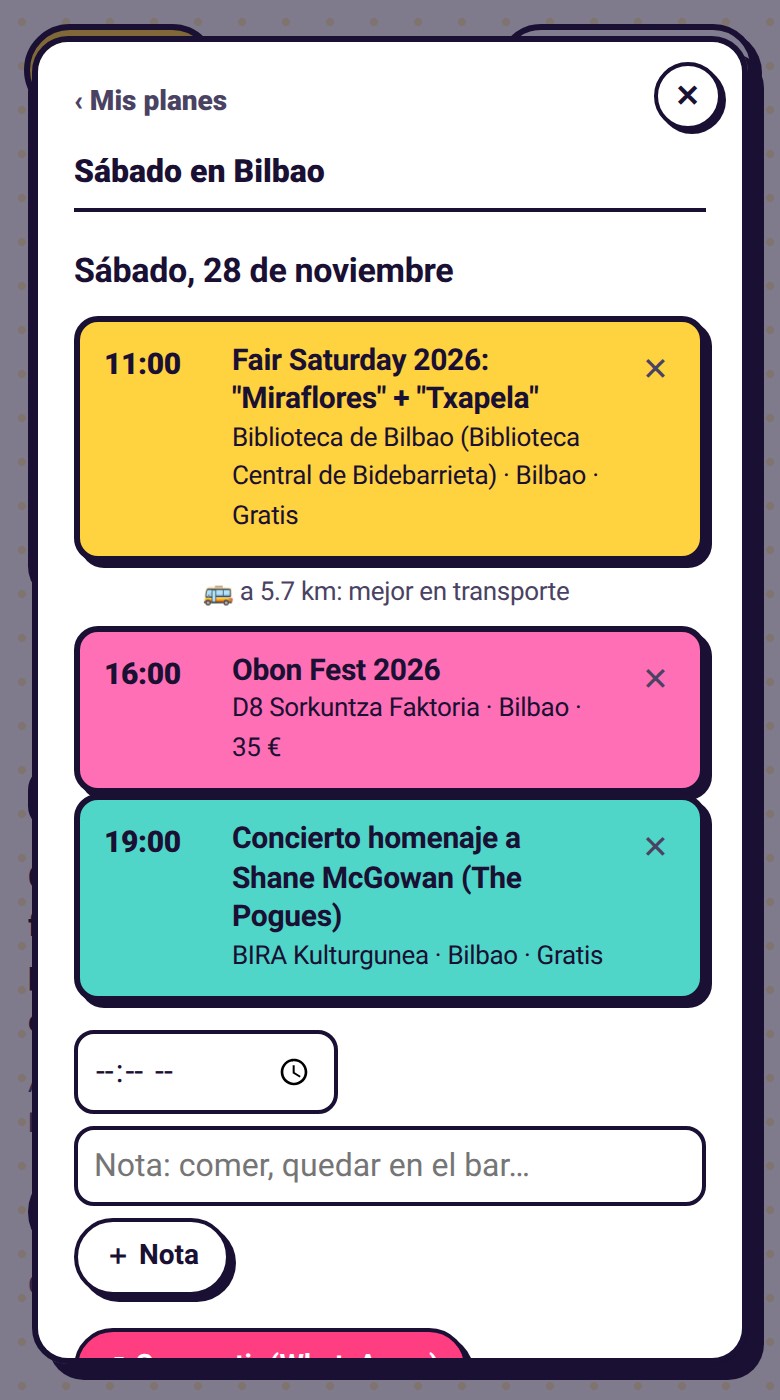 ‹ Mis planes
✕
Sábado en Bilbao
Sábado, 28 de noviembre
11:00
Fair Saturday 2026:
"Miraflores" + "Txapela"
Biblioteca de Bilbao (Biblioteca
Central de Bidebarrieta) · Bilbao ·
Gratis
✕
🚌 a 5.7 km: mejor en transporte
16:00
Obon Fest 2026
D8 Sorkuntza Faktoria · Bilbao ·
35 €
✕
19:00
Concierto homenaje a
Shane McGowan (The
Pogues)
BIRA Kulturgunea · Bilbao · Gratis
✕
--:-- --
Nota: comer, quedar en el bar…
+ Nota